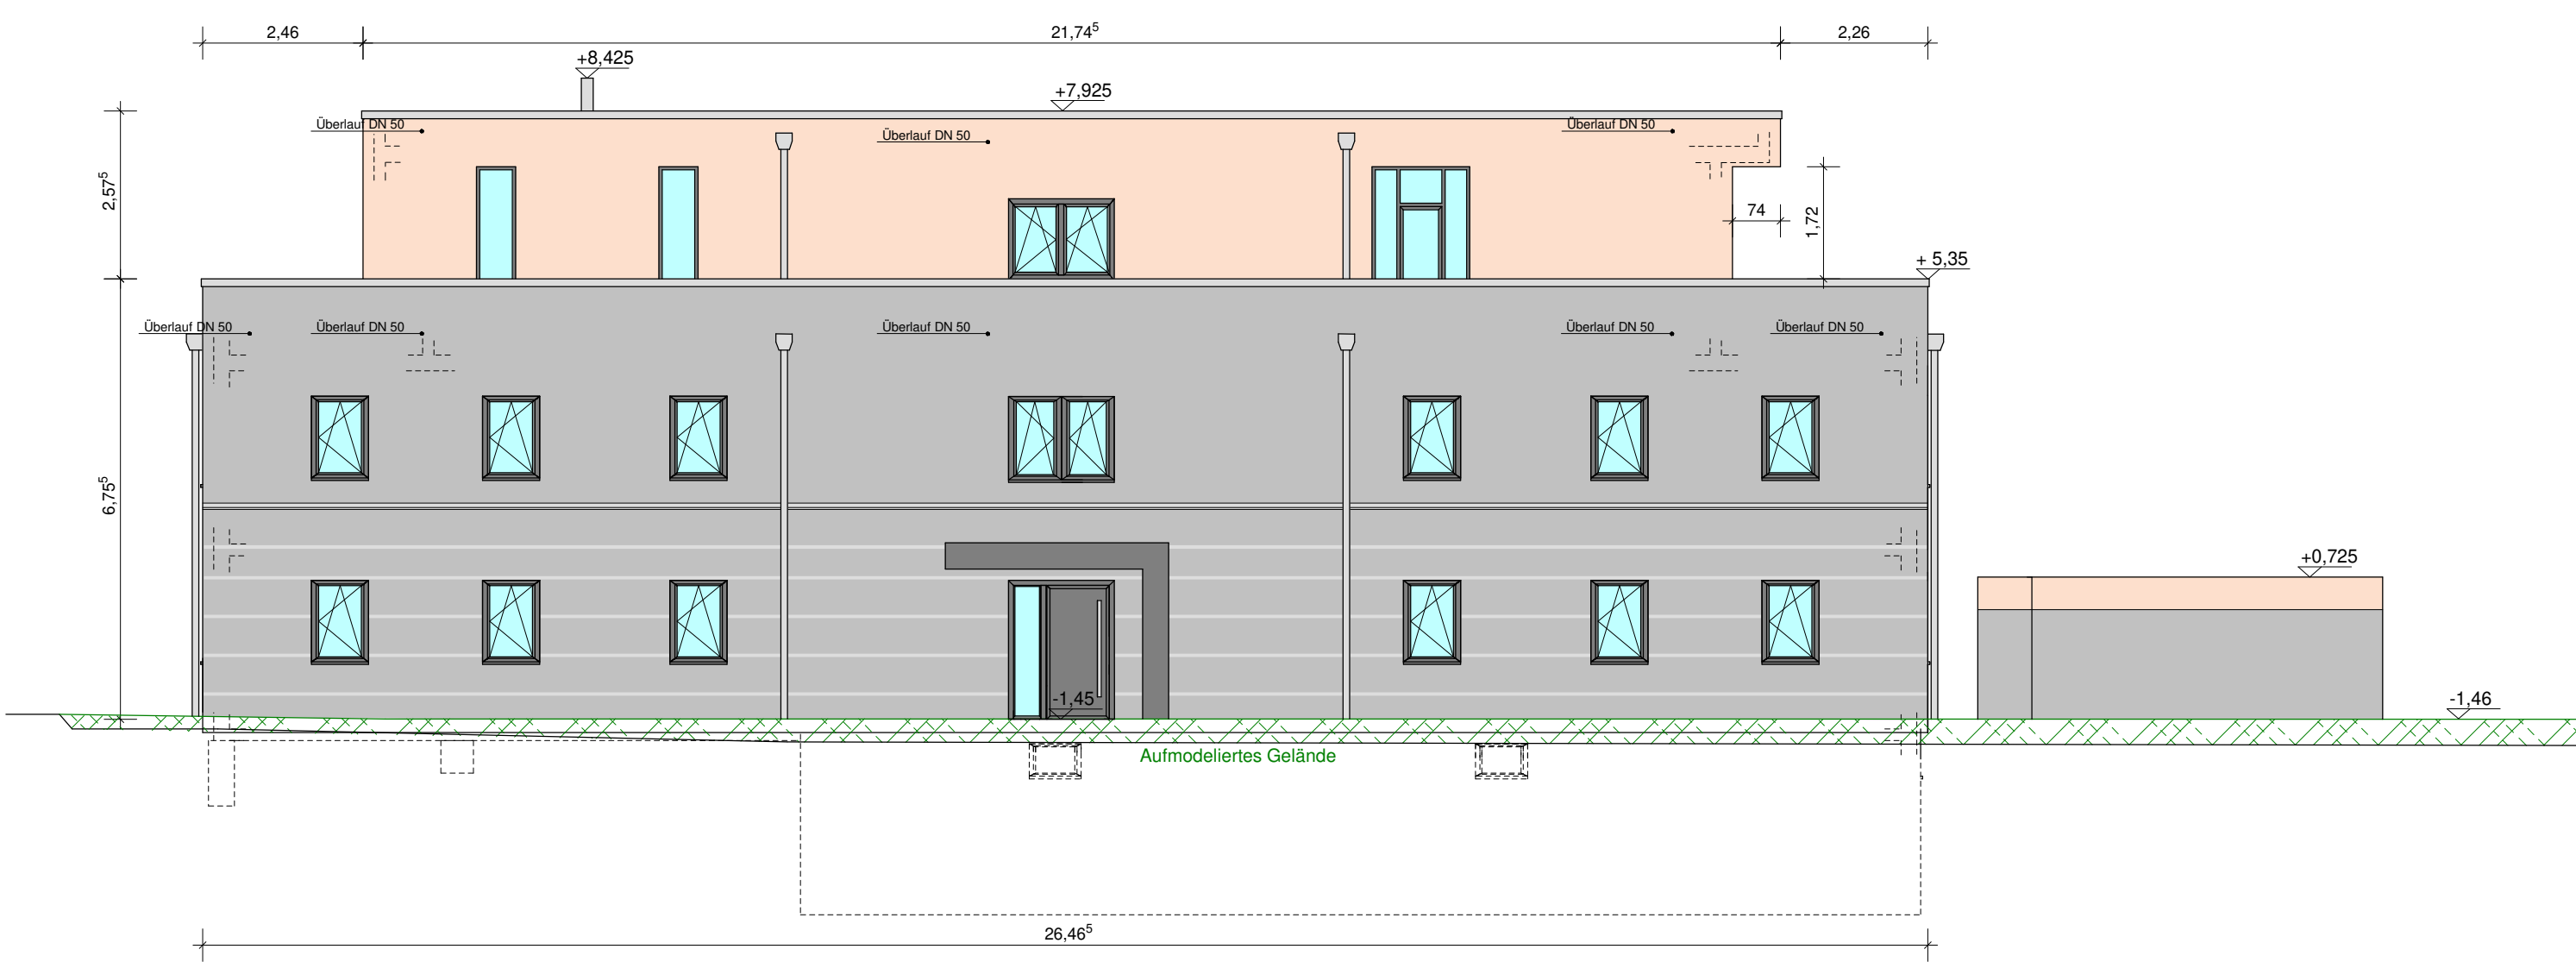 2,46
21,74⁵
2,26
+8,425
+7,925
Überlauf DN 50
Überlauf DN 50
Überlauf DN 50
2,57⁵
74
1,72
+ 5,35
Überlauf DN 50
Überlauf DN 50
Überlauf DN 50
Überlauf DN 50
Überlauf DN 50
6,75⁵
+0,725
-1,45
-1,46
Aufmodeliertes Gelände
26,46⁵